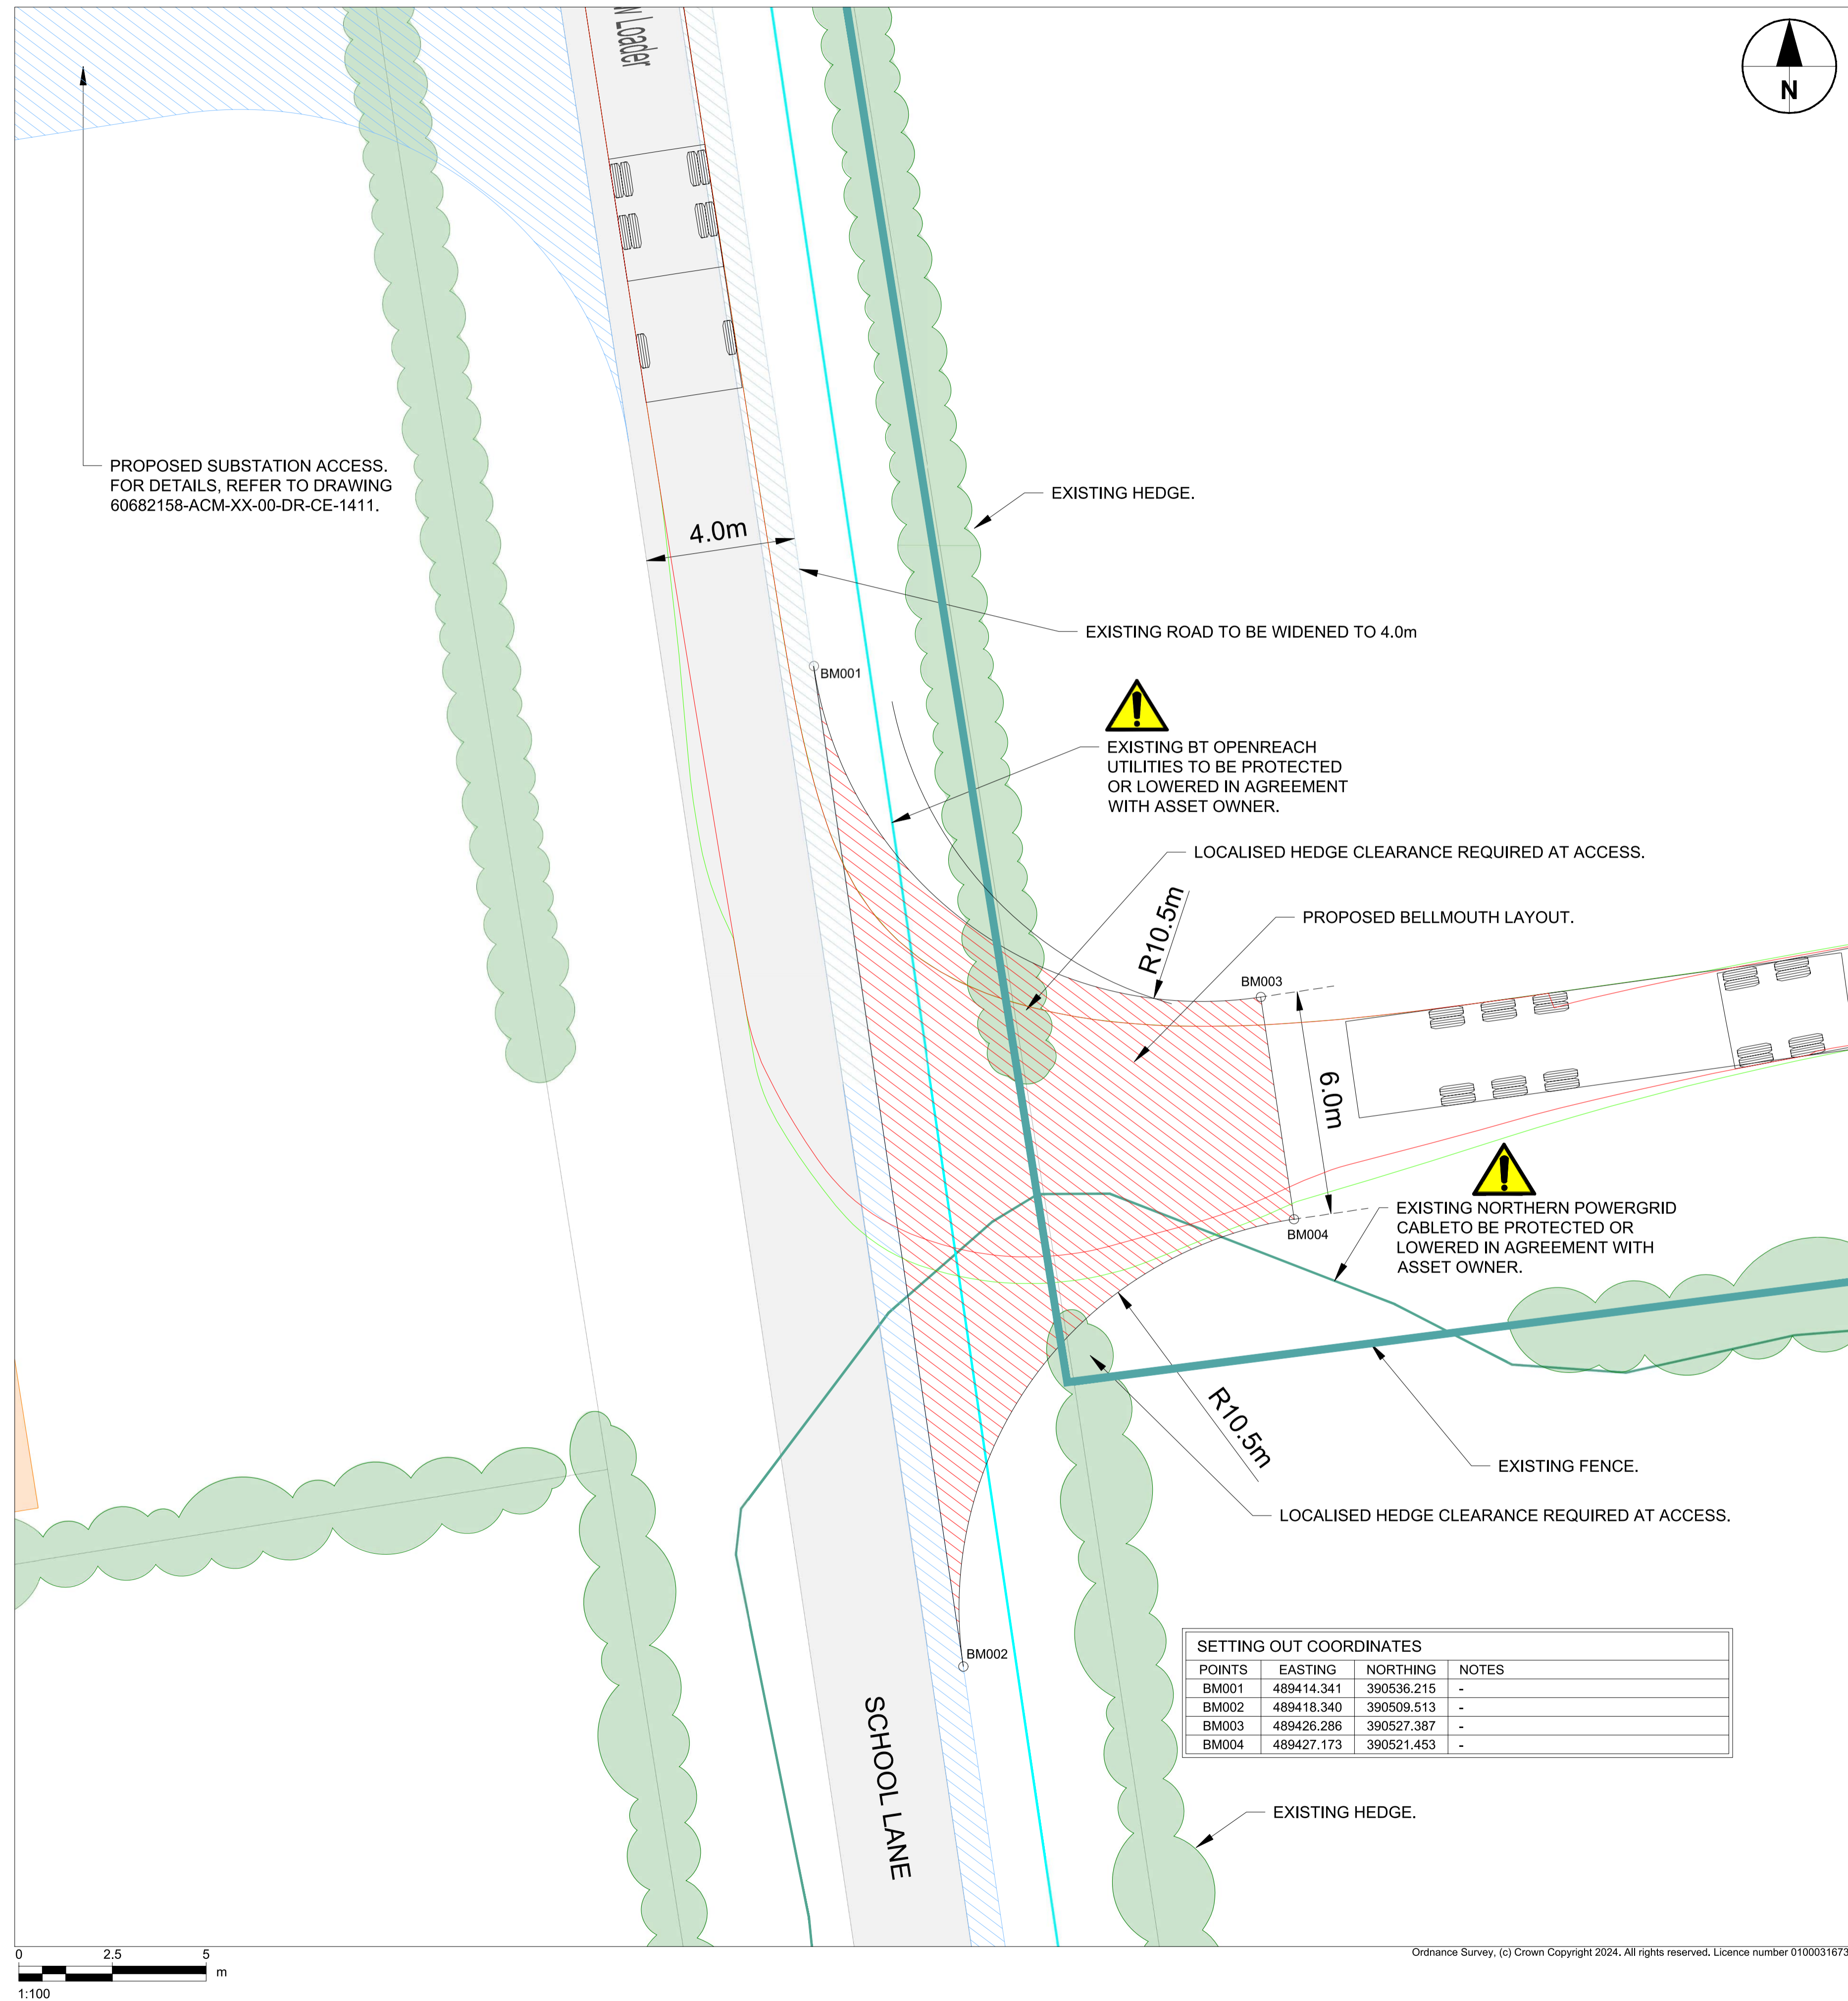 Loader
N
PROPOSED SUBSTATION ACCESS.
FOR DETAILS, REFER TO DRAWING
60682158-ACM-XX-00-DR-CE-1411.
EXISTING HEDGE.
4.0m
EXISTING ROAD TO BE WIDENED TO 4.0m
BM001
EXISTING BT OPENREACH
UTILITIES TO BE PROTECTED
OR LOWERED IN AGREEMENT
WITH ASSET OWNER.
LOCALISED HEDGE CLEARANCE REQUIRED AT ACCESS.
R10.5m
PROPOSED BELLMOUTH LAYOUT.
BM003
6.0m
EXISTING NORTHERN POWERGRID
CABLETO BE PROTECTED OR
LOWERED IN AGREEMENT WITH
ASSET OWNER.
BM004
R10.5m
EXISTING FENCE.
LOCALISED HEDGE CLEARANCE REQUIRED AT ACCESS.
BM002
SETTING OUT COORDINATES
POINTS EASTING NORTHING NOTES
BM001 489414.341 390536.215 -
BM002 489418.340 390509.513 -
BM003 489426.286 390527.387 -
BM004 489427.173 390521.453 -
SCHOOL LANE
EXISTING HEDGE.
Ordnance Survey, (c) Crown Copyright 2024. All rights reserved. Licence number 0100031673
0 2.5 5
m
1:100